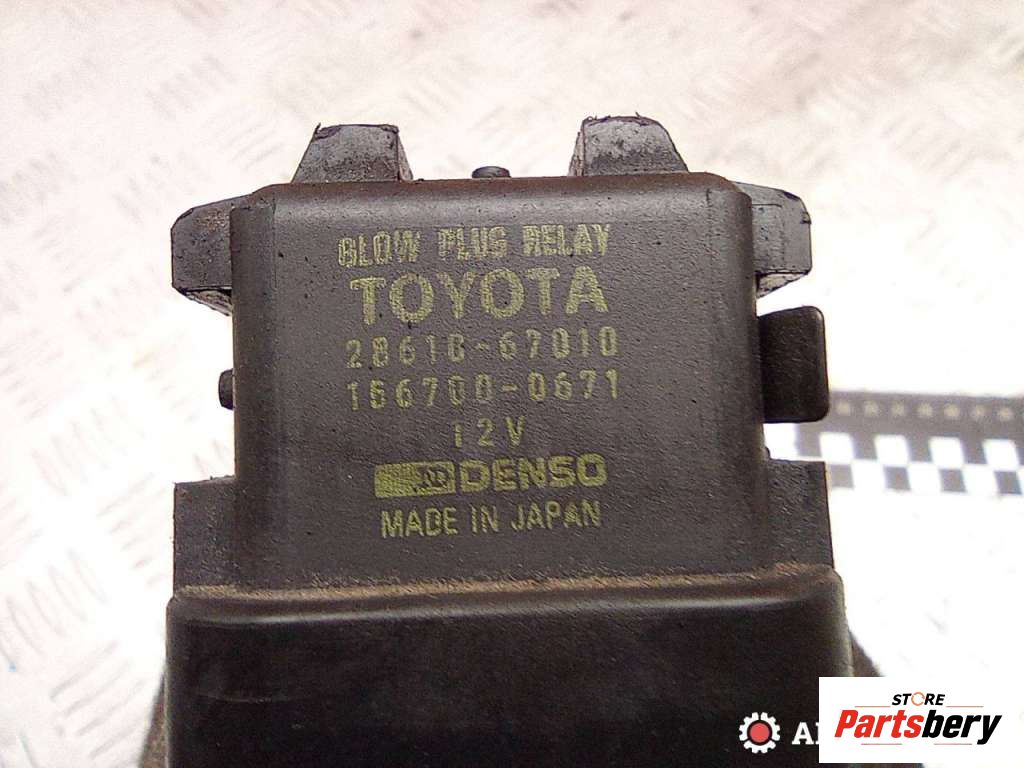 GLOW PLUG RELAY
TOYOTA
28610-67010
156700-0671
12V
DENSO
MADE IN JAPAN
STORE
Partsbery